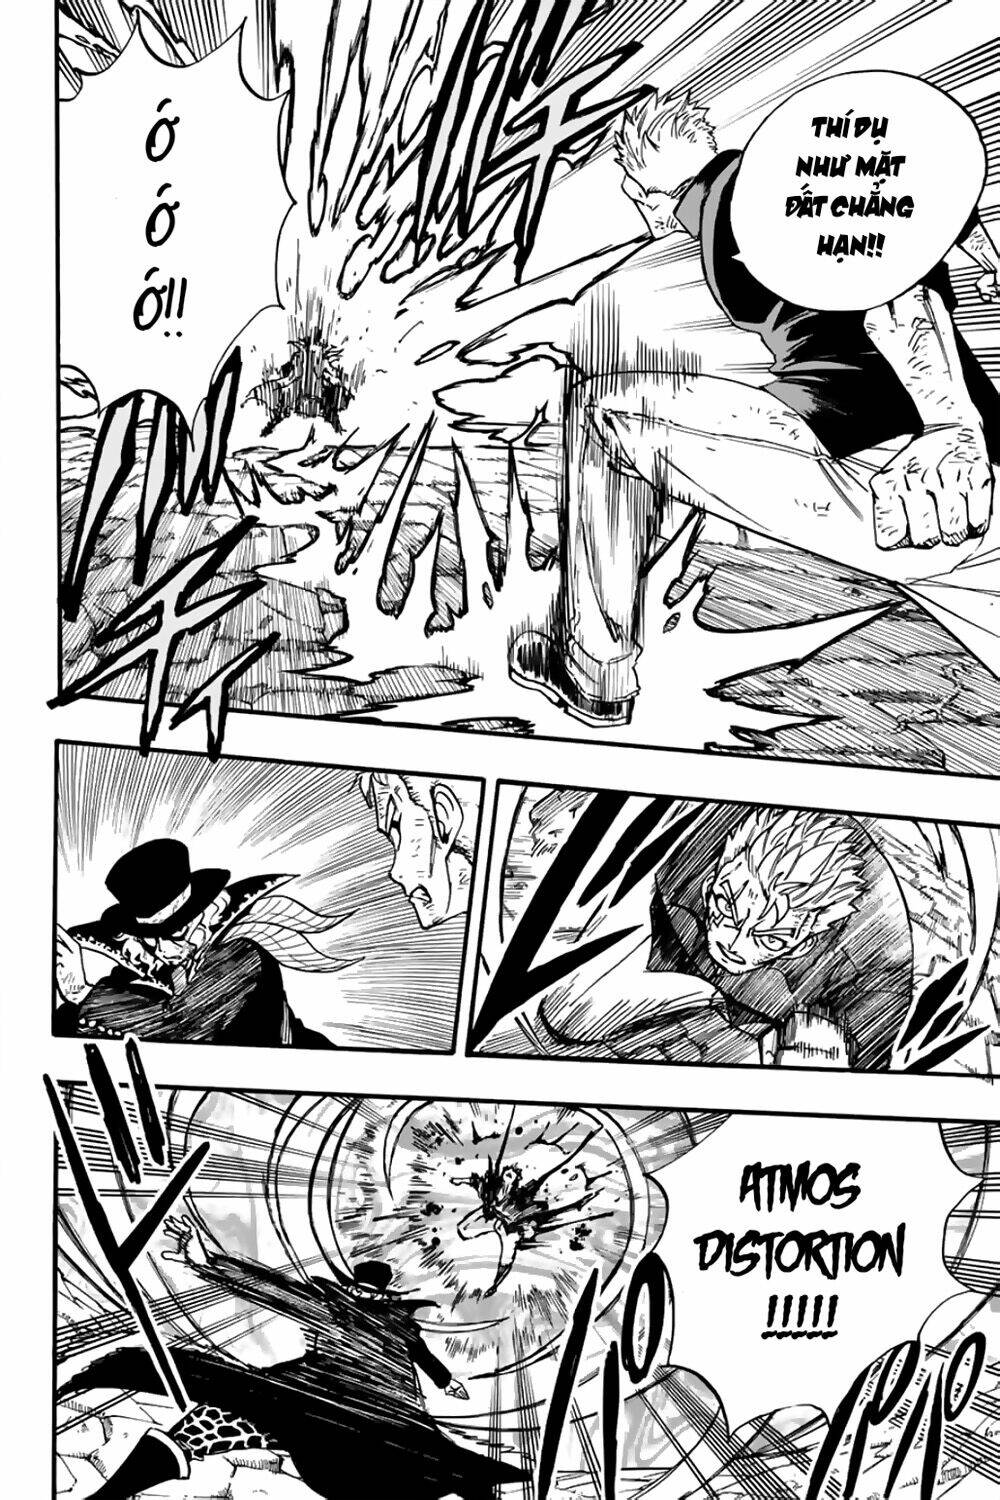 THÍ DỤ
NHƯ MẶT
ĐẤT CHẲNG
HẠN!!
Ớ
Ớ
Ớ
Ớ!!
ATMOS
DISTORTION
!!!!!